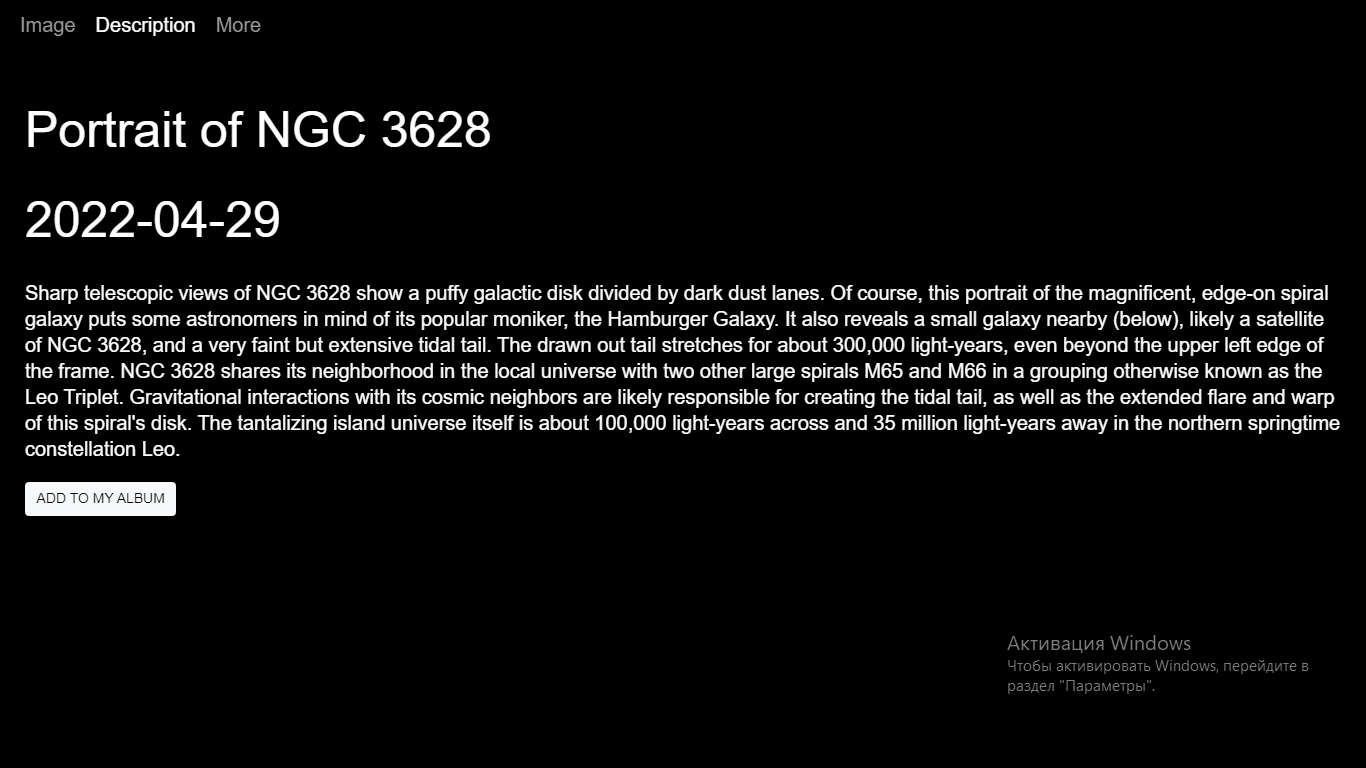 Image Description More
Portrait of NGC 3628
2022-04-29
Sharp telescopic views of NGC 3628 show a puffy galactic disk divided by dark dust lanes. Of course, this portrait of the magnificent, edge-on spiral
galaxy puts some astronomers in mind of its popular moniker, the Hamburger Galaxy. It also reveals a small galaxy nearby (below), likely a satellite
of NGC 3628, and a very faint but extensive tidal tail. The drawn out tail stretches for about 300,000 light-years, even beyond the upper left edge of
the frame. NGC 3628 shares its neighborhood in the local universe with two other large spirals M65 and M66 in a grouping otherwise known as the
Leo Triplet. Gravitational interactions with its cosmic neighbors are likely responsible for creating the tidal tail, as well as the extended flare and warp
of this spiral's disk. The tantalizing island universe itself is about 100,000 light-years across and 35 million light-years away in the northern springtime
constellation Leo.
ADD TO MY ALBUM
Активация Windows
Чтобы активировать Windows, перейдите в
раздел "Параметры".